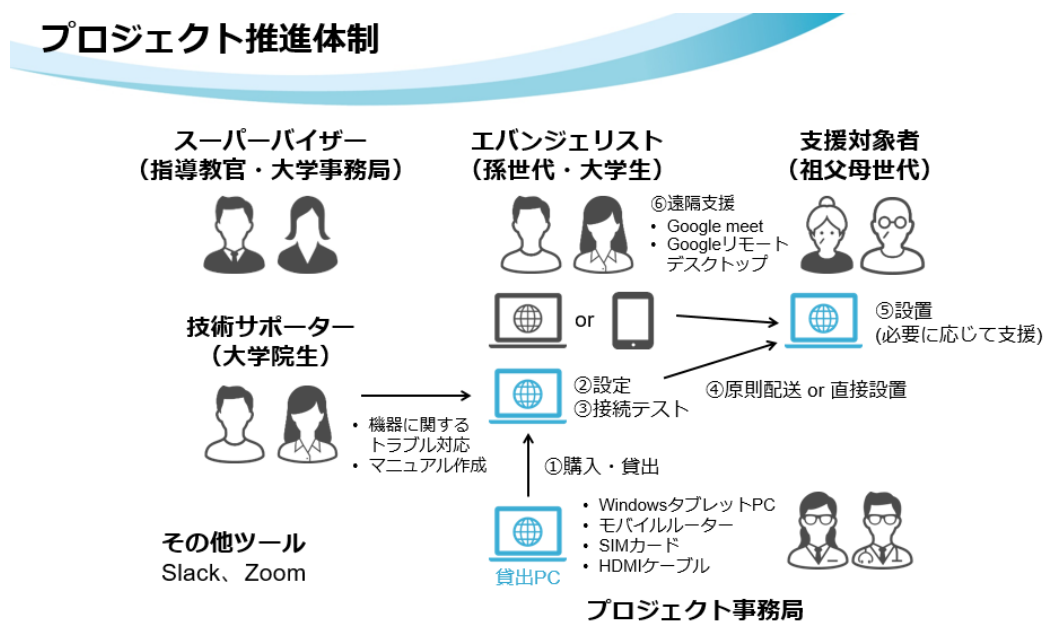 プロジェクト推進体制
スーパーバイザー
（指導教官・大学事務局）
エバンジェリスト
（孫世代・大学生）
支援対象者
（祖父母世代）
⑥遠隔支援
• Google meet
• Googleリモート
デスクトップ
or
⑤設置
(必要に応じて支援)
技術サポーター
（大学院生）
②設定
③接続テスト
④原則配送 or 直接設置
• 機器に関する
トラブル対応
• マニュアル作成
①購入・貸出
• WindowsタブレットPC
• モバイルルーター
• SIMカード
• HDMIケーブル
貸出PC
その他ツール
Slack、Zoom
プロジェクト事務局